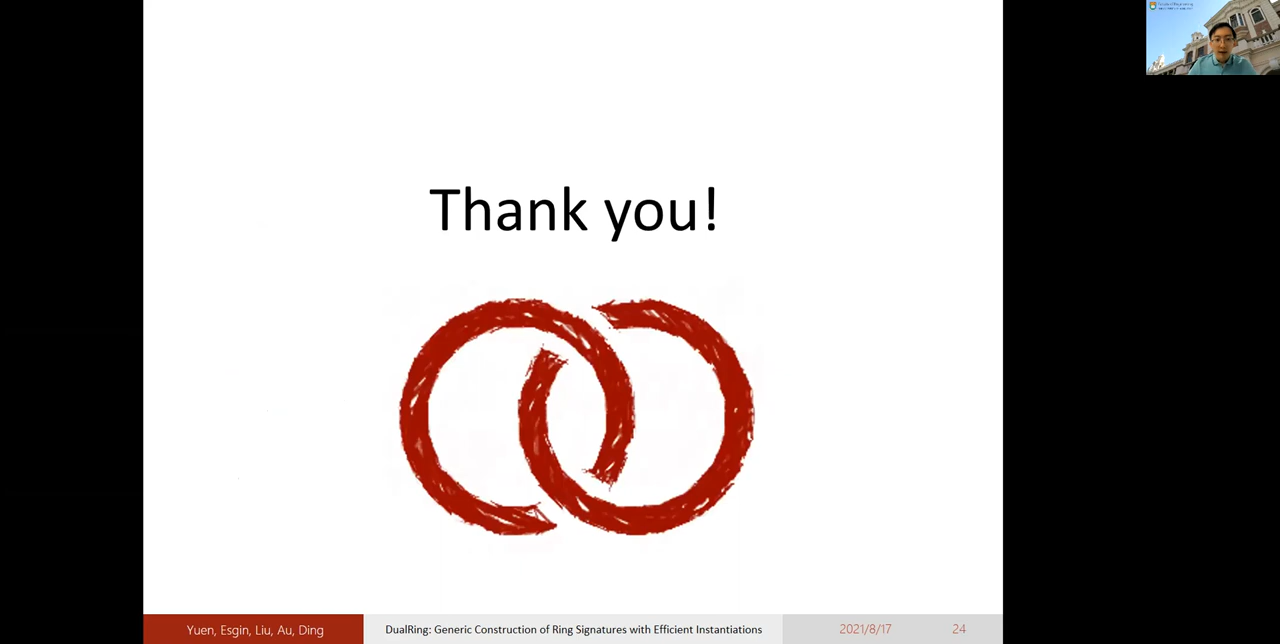 Thank you!
Yuen, Esgin, Liu, Au, Ding
DualRing: Generic Construction of Ring Signatures with Efficient Instantiations
2021/8/17
24